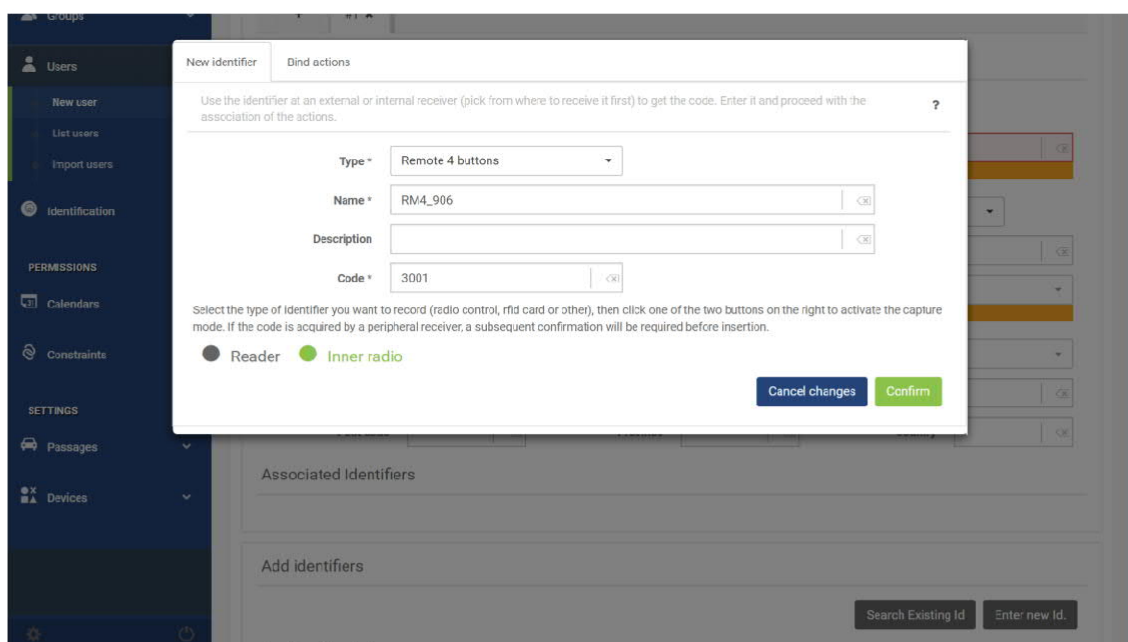 Groups
#1 ×
Users
New user
List users
Import users
Identification
PERMISSIONS
Calendars
Constraints
SETTINGS
Passages
Devices
New identifier
Bind actions
Use the identifier at an external or internal receiver (pick from where to receive it first) to get the code. Enter it and proceed with the
association of the actions.
?
Type *
Remote 4 buttons
Name *
RM4_906
Description
Code *
3001
Select the type of identifier you want to record (radio control, rfid card or other), then click one of the two buttons on the right to activate the capture
mode. If the code is acquired by a peripheral receiver, a subsequent confirmation will be required before insertion.
Reader
Inner radio
Cancel changes
Confirm
Associated Identifiers
Add identifiers
Search Existing Id
Enter new Id.